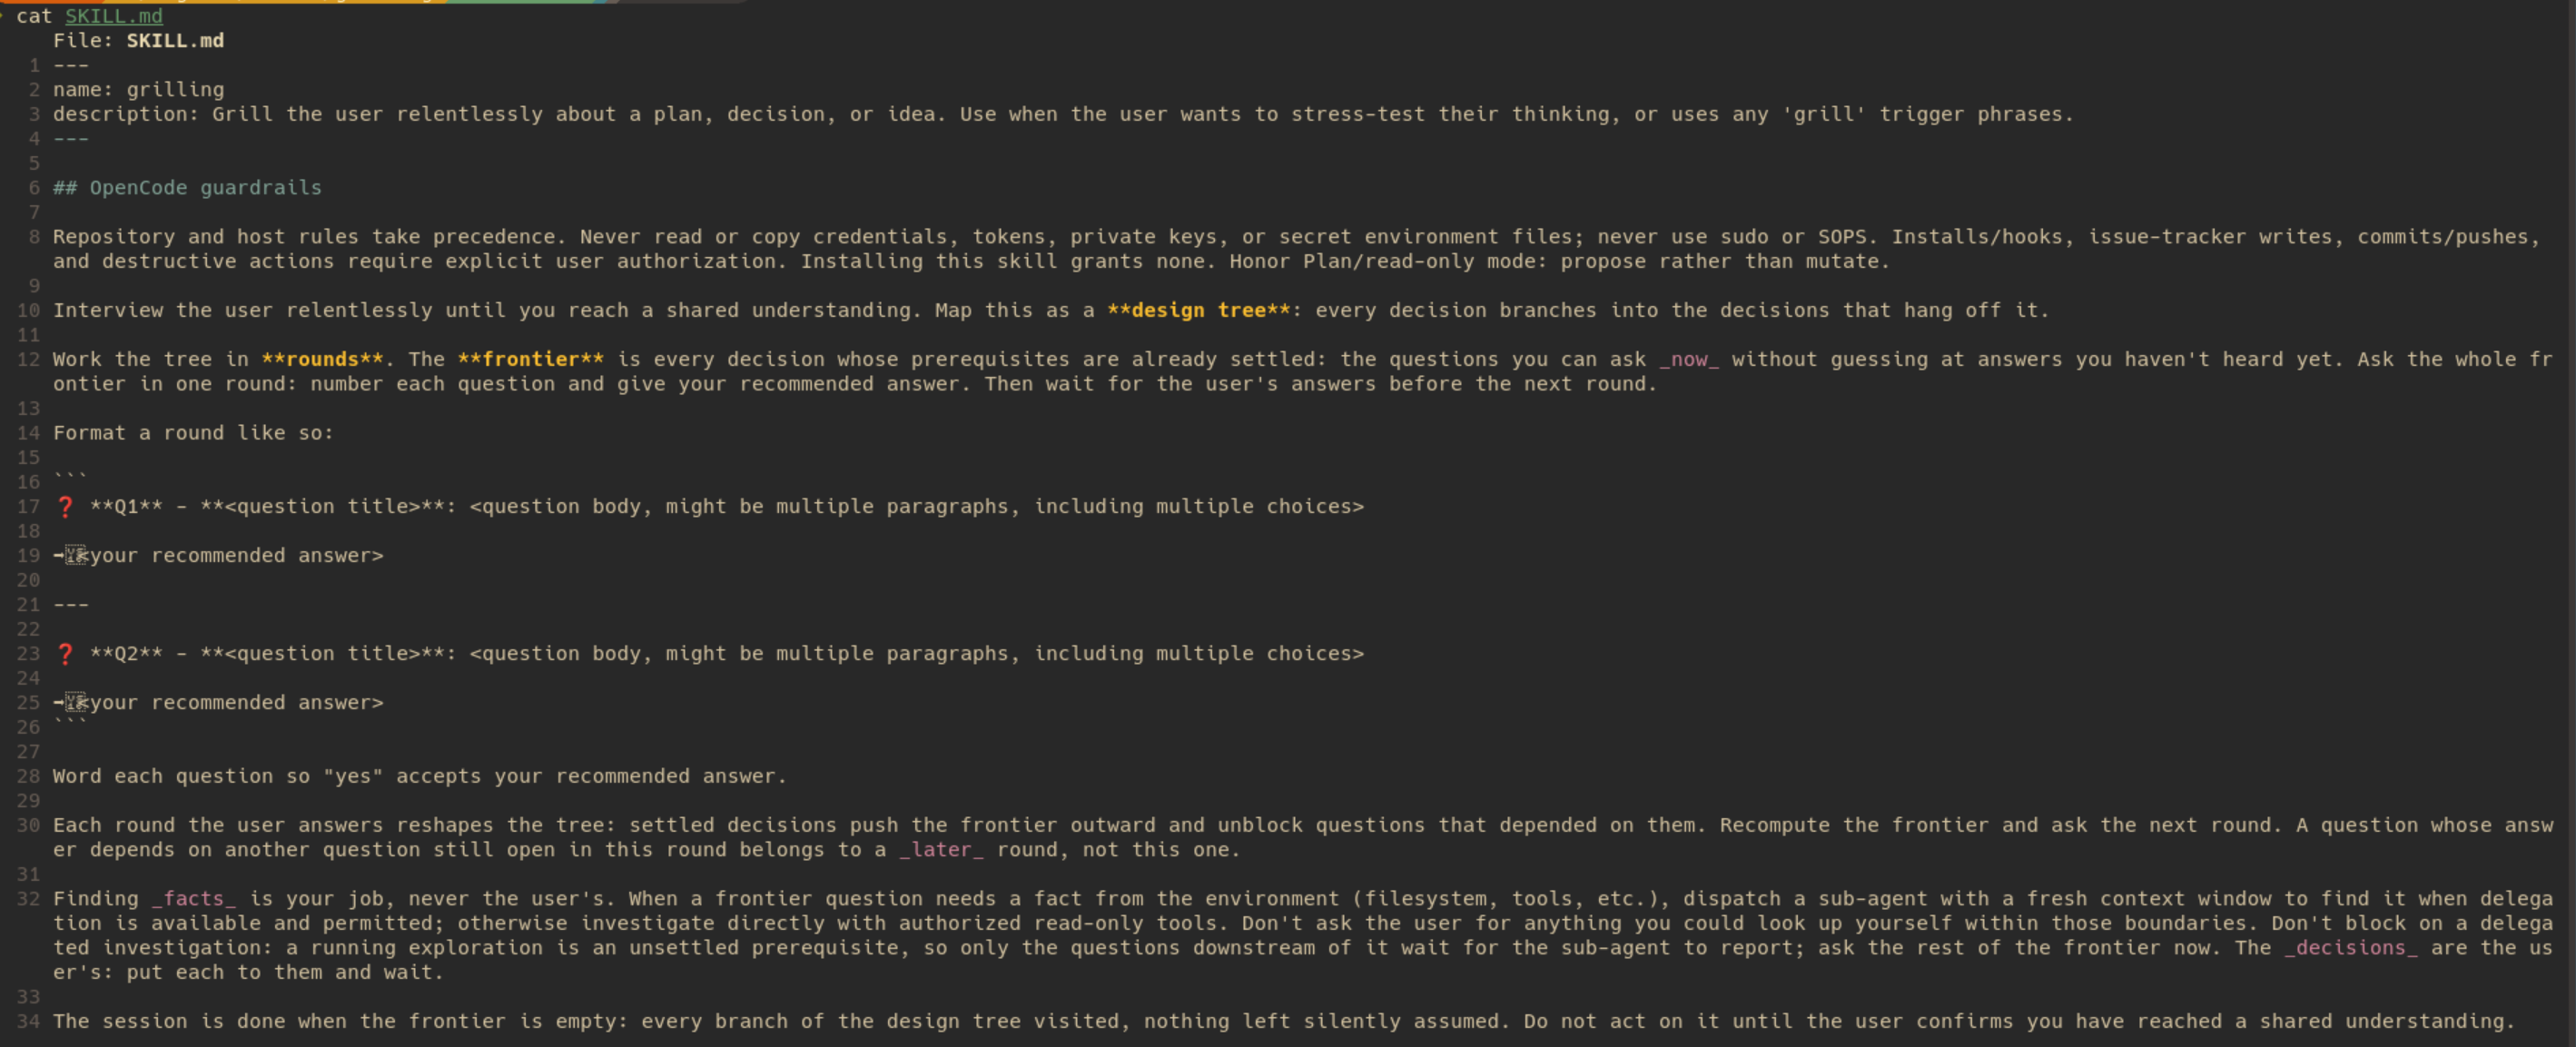 cat SKILL.md
File: SKILL.md
1 ---
2 name: grilling
3 description: Grill the user relentlessly about a plan, decision, or idea. Use when the user wants to stress-test their thinking, or uses any 'grill' trigger phrases.
4 ---
5
6 ## OpenCode guardrails
7
8 Repository and host rules take precedence. Never read or copy credentials, tokens, private keys, or secret environment files; never use sudo or SOPS. Installs/hooks, issue-tracker writes, commits/pushes,
and destructive actions require explicit user authorization. Installing this skill grants none. Honor Plan/read-only mode: propose rather than mutate.
9
10 Interview the user relentlessly until you reach a shared understanding. Map this as a **design tree**: every decision branches into the decisions that hang off it.
11
12 Work the tree in **rounds**. The **frontier** is every decision whose prerequisites are already settled: the questions you can ask _now_ without guessing at answers you haven't heard yet. Ask the whole fr
ontier in one round: number each question and give your recommended answer. Then wait for the user's answers before the next round.
13
14 Format a round like so:
15
16 ```
17 ❓ **Q1** - **<question title>**: <question body, might be multiple paragraphs, including multiple choices>
18
19 ➡️<your recommended answer>
20
21 ---
22
23 ❓ **Q2** - **<question title>**: <question body, might be multiple paragraphs, including multiple choices>
24
25 ➡️<your recommended answer>
26 ```
27
28 Word each question so "yes" accepts your recommended answer.
29
30 Each round the user answers reshapes the tree: settled decisions push the frontier outward and unblock questions that depended on them. Recompute the frontier and ask the next round. A question whose answ
er depends on another question still open in this round belongs to a _later_ round, not this one.
31
32 Finding _facts_ is your job, never the user's. When a frontier question needs a fact from the environment (filesystem, tools, etc.), dispatch a sub-agent with a fresh context window to find it when delega
tion is available and permitted; otherwise investigate directly with authorized read-only tools. Don't ask the user for anything you could look up yourself within those boundaries. Don't block on a delega
ted investigation: a running exploration is an unsettled prerequisite, so only the questions downstream of it wait for the sub-agent to report; ask the rest of the frontier now. The _decisions_ are the us
er's: put each to them and wait.
33
34 The session is done when the frontier is empty: every branch of the design tree visited, nothing left silently assumed. Do not act on it until the user confirms you have reached a shared understanding.